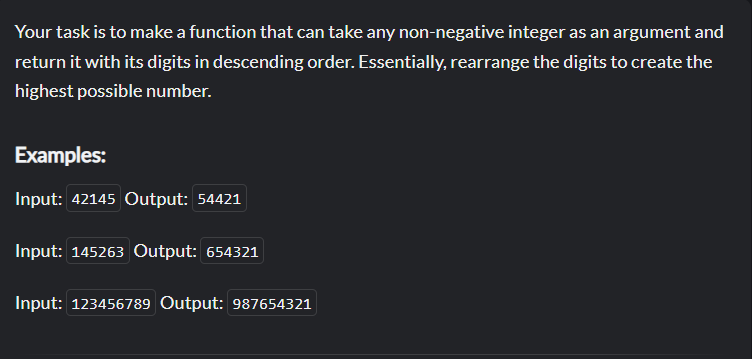 Your task is to make a function that can take any non-negative integer as an argument and
return it with its digits in descending order. Essentially, rearrange the digits to create the
highest possible number.
Examples:
Input: 42145 Output: 54421
Input: 145263 Output: 654321
Input: 123456789 Output: 987654321